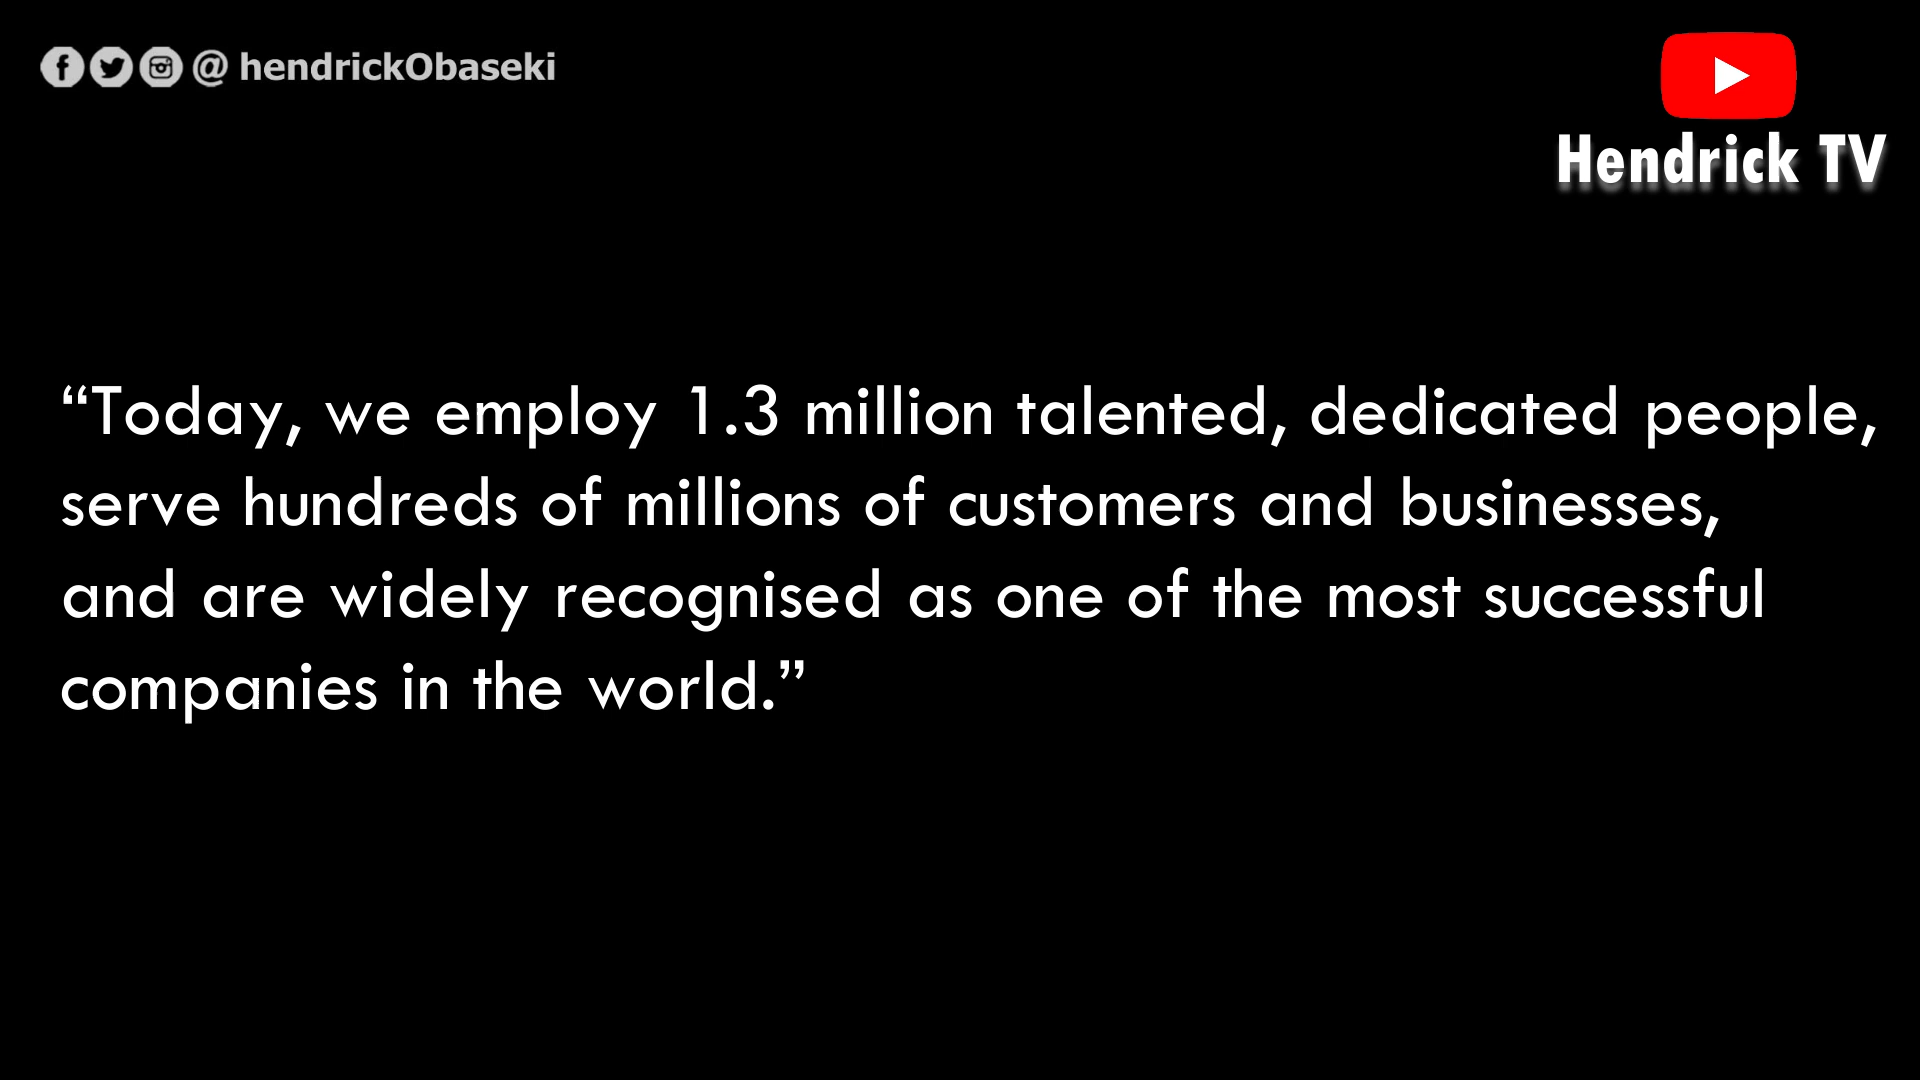 @ hendrickObaseki
Hendrick TV
“Today, we employ 1.3 million talented, dedicated people,
serve hundreds of millions of customers and businesses,
and are widely recognised as one of the most successful
companies in the world.”